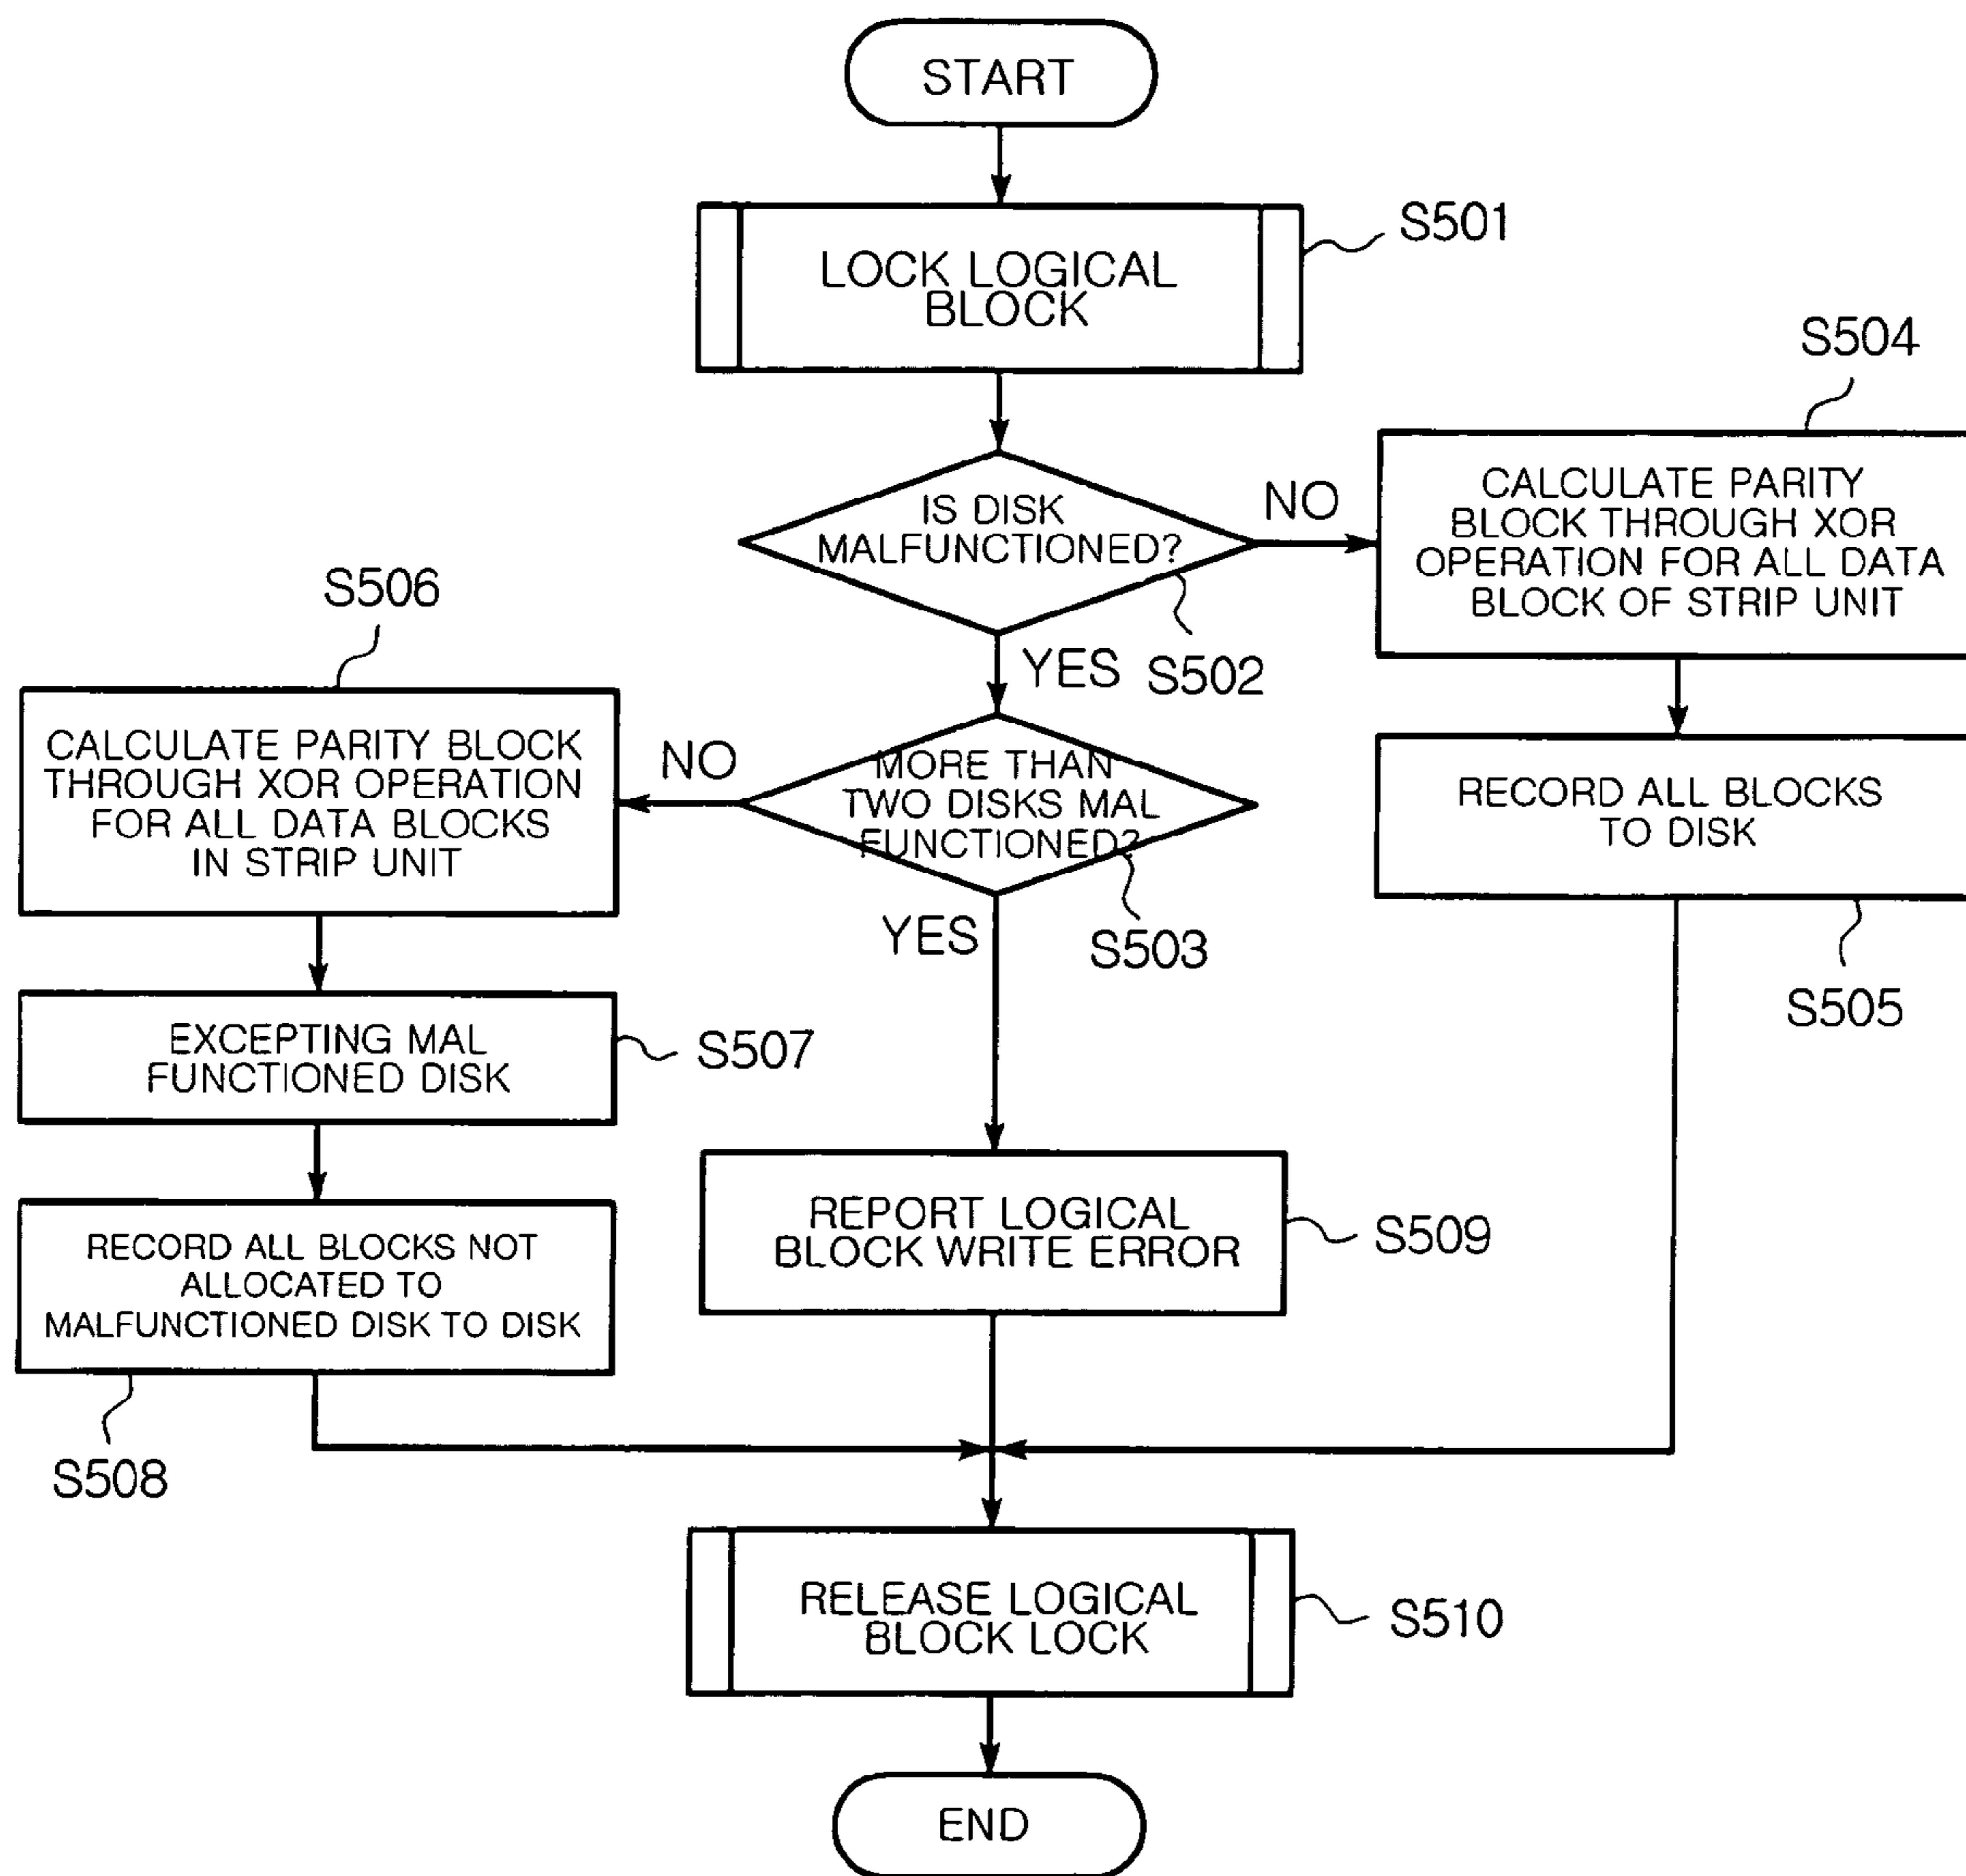 START
LOCK LOGICAL
BLOCK
S501
IS DISK
MALFUNCTIONED?
S502
NO
YES
S504
CALCULATE PARITY
BLOCK THROUGH XOR
OPERATION FOR ALL DATA
BLOCK OF STRIP UNIT
RECORD ALL BLOCKS
TO DISK
S505
MORE THAN
TWO DISKS MAL
FUNCTIONED?
S503
NO
YES
S506
CALCULATE PARITY BLOCK
THROUGH XOR OPERATION
FOR ALL DATA BLOCKS
IN STRIP UNIT
EXCEPTING MAL
FUNCTIONED DISK
S507
RECORD ALL BLOCKS NOT
ALLOCATED TO
MALFUNCTIONED DISK TO DISK
S508
REPORT LOGICAL
BLOCK WRITE ERROR
S509
RELEASE LOGICAL
BLOCK LOCK
S510
END